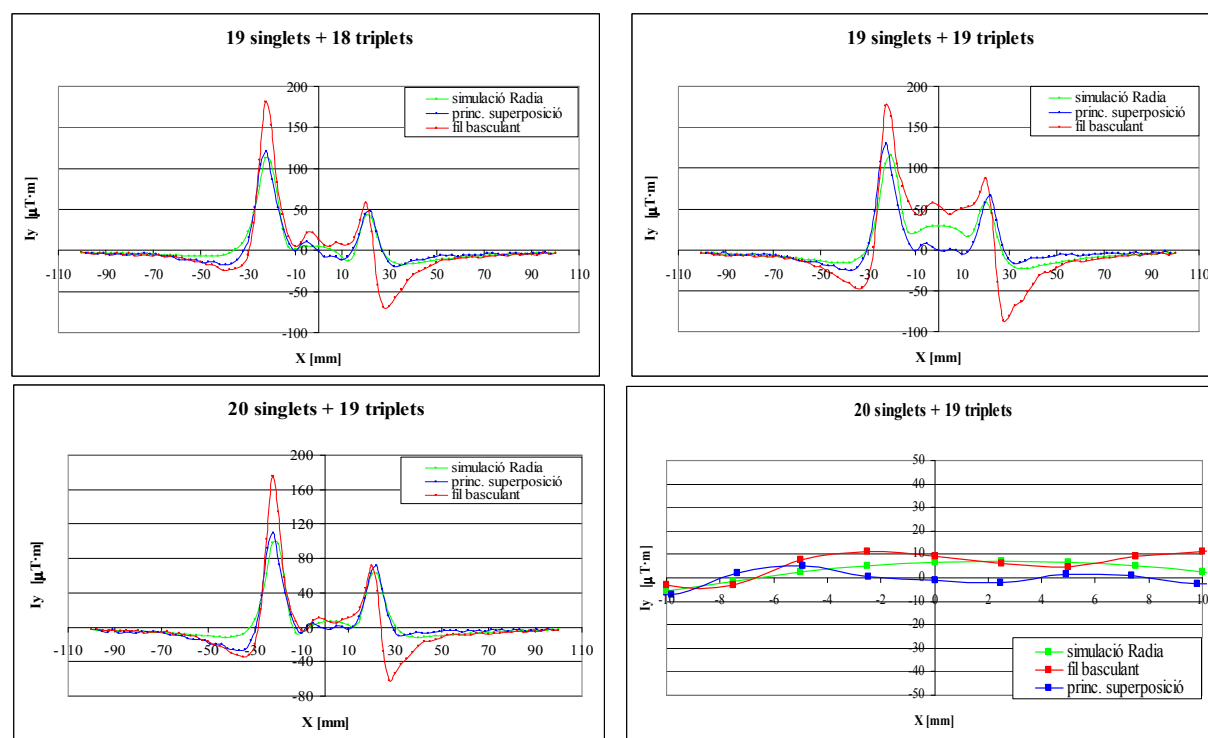 19 singlets + 18 triplets
200
150
100
50
0
-50
-100
-110 -90 -70 -50 -30 -10 10 30 50 70 90 110
Iy [µT·m]
X [mm]
simulació Radia
princ. superposició
fil basculant
19 singlets + 19 triplets
200
150
100
50
0
-50
-100
-110 -90 -70 -50 -30 -10 10 30 50 70 90 110
Iy [µT·m]
X [mm]
simulació Radia
princ. superposició
fil basculant
20 singlets + 19 triplets
200
160
120
80
40
0
-40
-80
-110 -90 -70 -50 -30 -10 10 30 50 70 90 110
Iy [µT·m]
X [mm]
simulació Radia
princ. superposició
fil basculant
20 singlets + 19 triplets
50
40
30
20
10
0
-10
-20
-30
-40
-50
-10 -8 -6 -4 -2 0 2 4 6 8 10
Iy [µT·m]
X [mm]
simulació Radia
fil basculant
princ. superposició